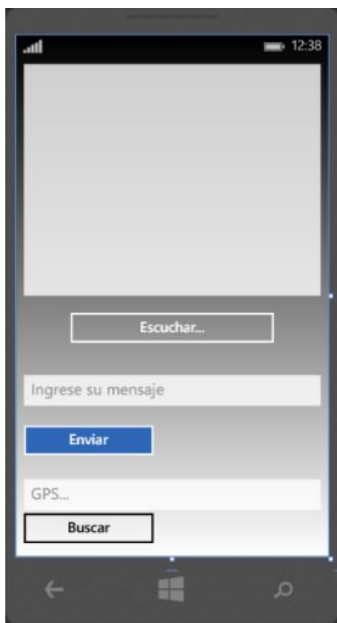 12:38
Escuchar...
Ingrese su mensaje
Enviar
GPS...
Buscar